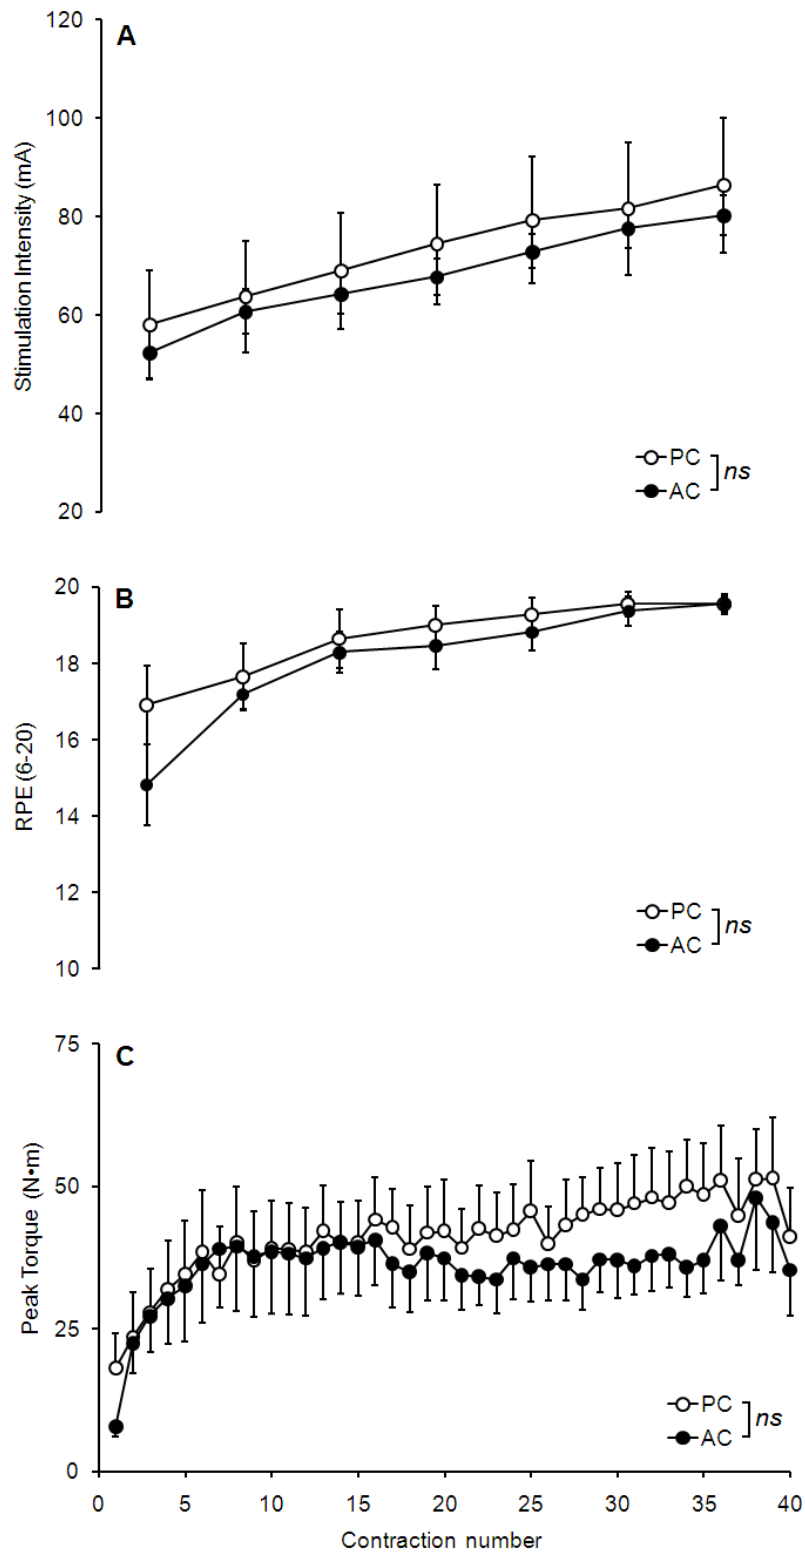 A
Stimulation Intensity (mA)
120
100
80
60
40
20
PC
AC
ns
B
RPE (6-20)
20
18
16
14
12
10
PC
AC
ns
C
Peak Torque (N•m)
75
50
25
0
PC
AC
ns
0 5 10 15 20 25 30 35 40
Contraction number